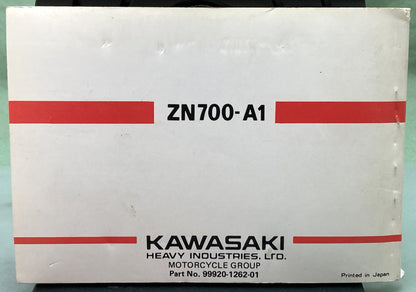 ZN700-A1
KAWASAKI
HEAVY INDUSTRIES, LTD.
MOTORCYCLE GROUP
Part No. 99920-1262-01
Printed in Japan